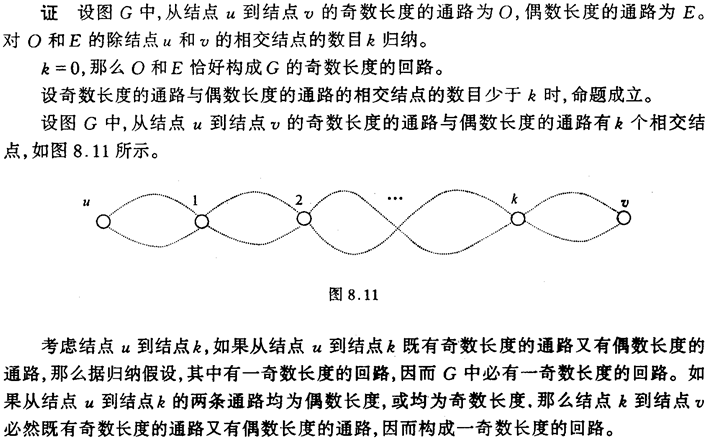 证 设图 G 中,从结点 u 到结点 v 的奇数长度的通路为 O,偶数长度的通路为 E。
对 O 和 E 的除结点 u 和 v 的相交结点的数目 k 归纳。
k=0,那么 O 和 E 恰好构成 G 的奇数长度的回路。
设奇数长度的通路与偶数长度的通路的相交结点的数目少于 k 时,命题成立。
设图 G 中,从结点 u 到结点 v 的奇数长度的通路与偶数长度的通路有 k 个相交结
点,如图 8.11 所示。
u 1 2 … k v
图 8.11
考虑结点 u 到结点 k,如果从结点 u 到结点 k 既有奇数长度的通路又有偶数长度的
通路,那么据归纳假设,其中有一奇数长度的回路,因而 G 中必有一奇数长度的回路。如
果从结点 u 到结点 k 的两条通路均为偶数长度,或均为奇数长度,那么结点 k 到结点 v
必然既有奇数长度的通路又有偶数长度的通路,因而构成一奇数长度的回路。